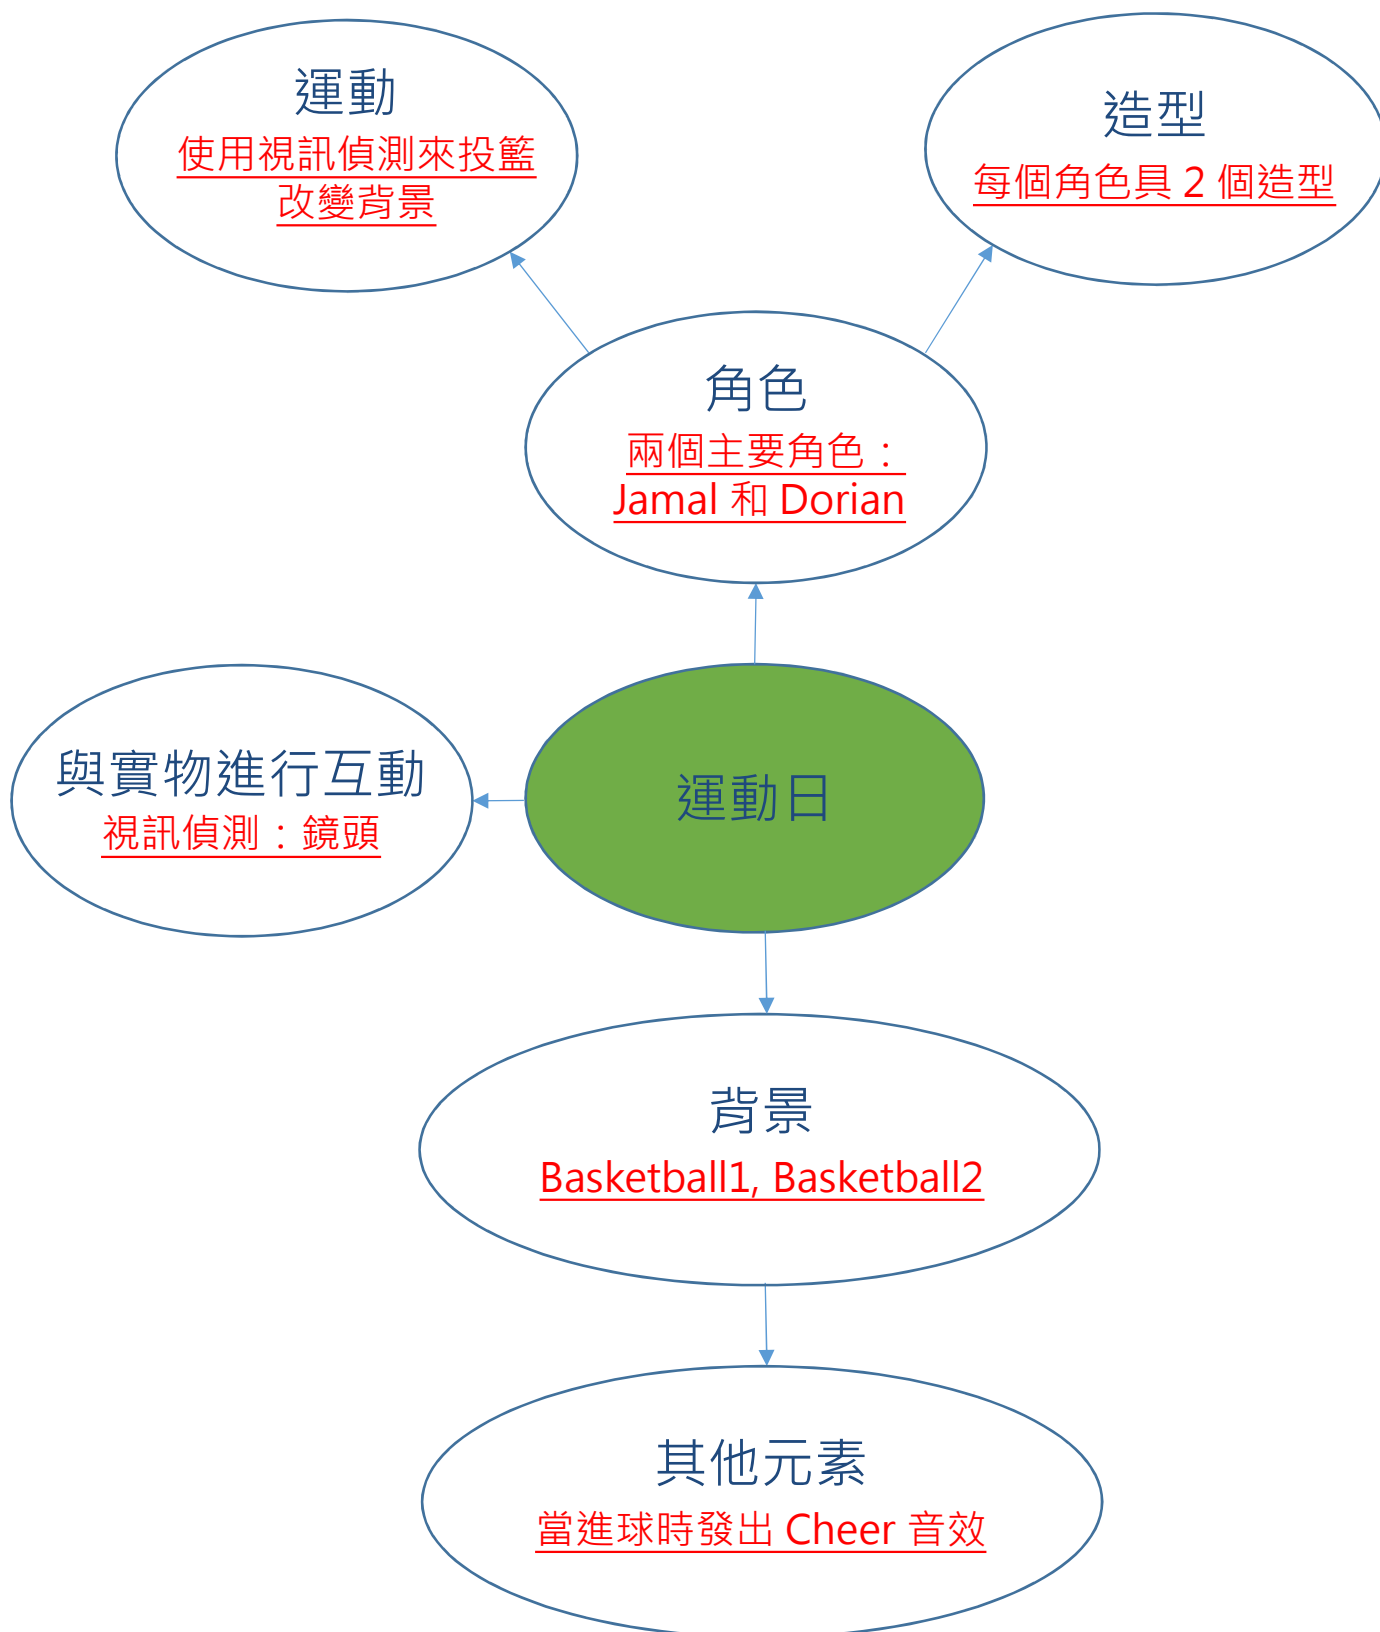 運動
使用視訊偵測來投籃
改變背景
造型
每個角色具 2 個造型
角色
兩個主要角色：
Jamal 和 Dorian
與實物進行互動
視訊偵測：鏡頭
運動日
背景
Basketball1, Basketball2
其他元素
當進球時發出 Cheer 音效